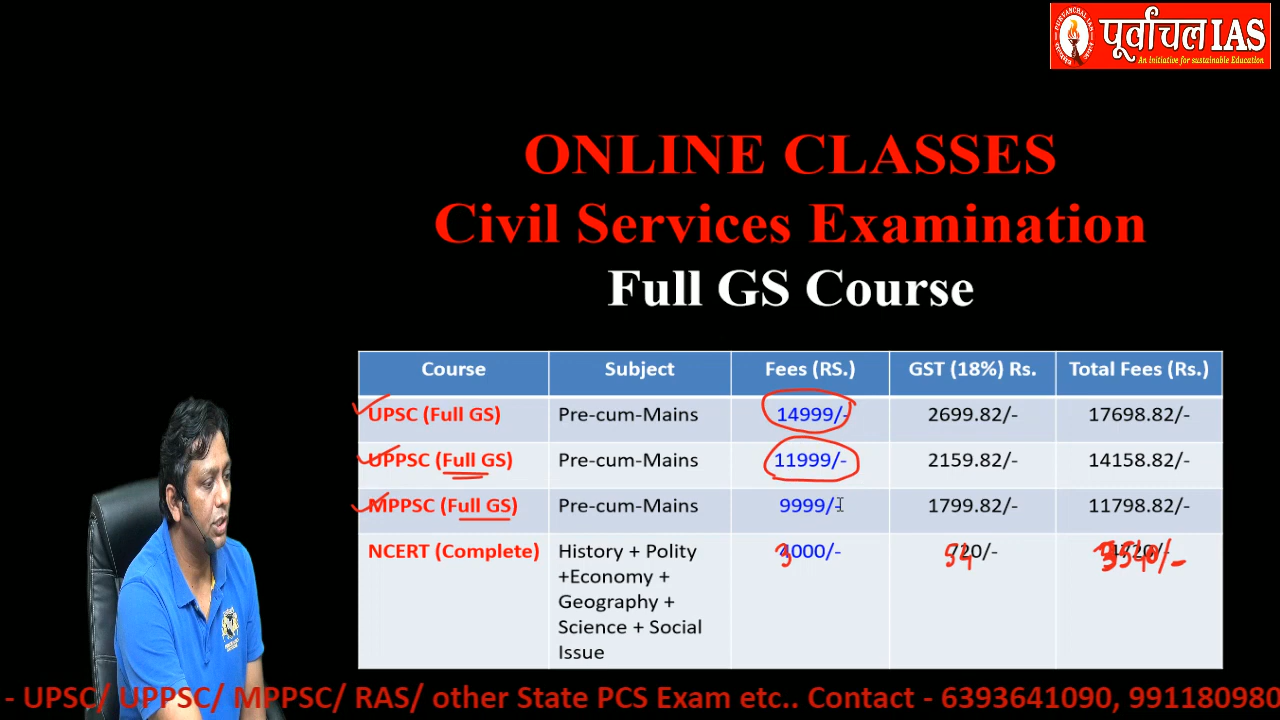 पूर्वांचल IAS
An Initiative for sustainable Education
ONLINE CLASSES
Civil Services Examination
Full GS Course
Course Subject Fees (RS.) GST (18%) Rs. Total Fees (Rs.)
UPSC (Full GS) Pre-cum-Mains 14999/- 2699.82/- 17698.82/-
UPPSC (Full GS) Pre-cum-Mains 11999/- 2159.82/- 14158.82/-
MPPSC (Full GS) Pre-cum-Mains 9999/- 1799.82/- 11798.82/-
NCERT (Complete) History + Polity 3000/- 540/- 3540/-
+Economy +
Geography +
Science + Social
Issue
- UPSC/ UPPSC/ MPPSC/ RAS/ other State PCS Exam etc.. Contact - 6393641090, 991180980